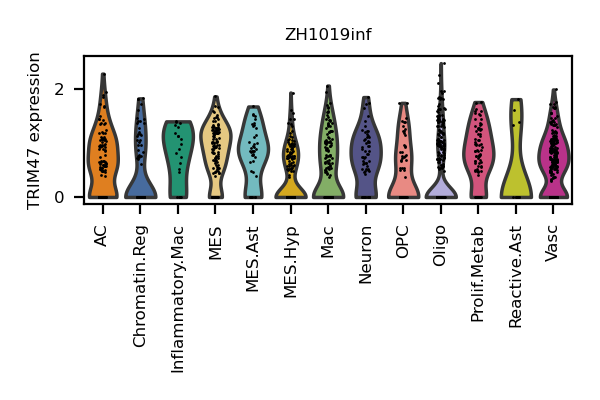 ZH1019inf
TRIM47 expression
2
0
AC
Chromatin.Reg
Inflammatory.Mac
MES
MES.Ast
MES.Hyp
Mac
Neuron
OPC
Oligo
Prolif.Metab
Reactive.Ast
Vasc